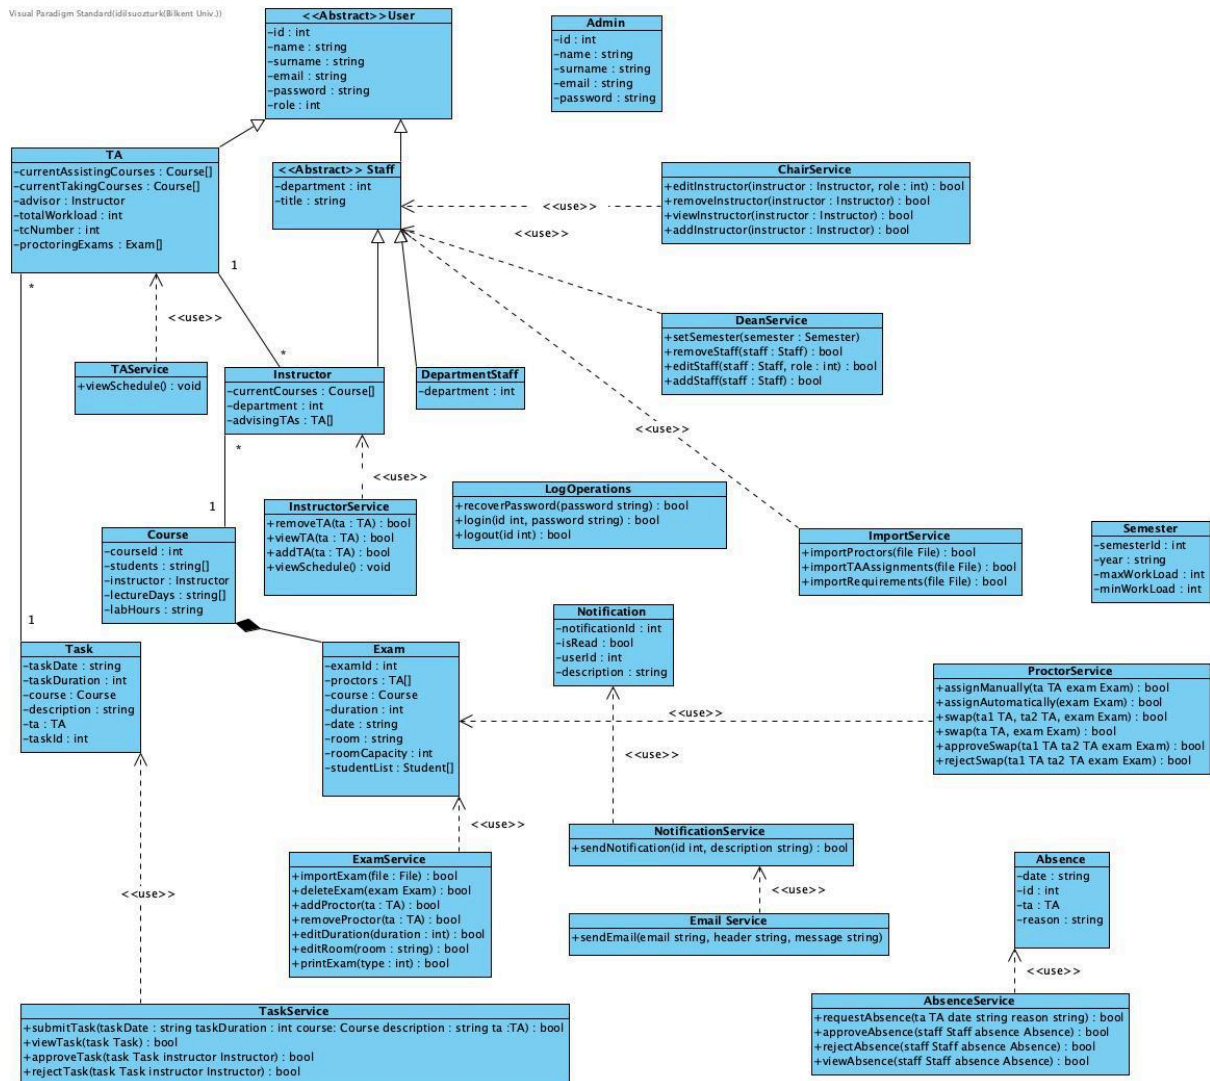 Visual Paradigm Standard(idilsuozturk(Bilkent Univ.))
<<Abstract>>User
-id : int
-name : string
-surname : string
-email : string
-password : string
-role : int
Admin
-id : int
-name : string
-surname : string
-email : string
-password : string
TA
-currentAssistingCourses : Course[]
-currentTakingCourses : Course[]
-advisor : Instructor
-totalWorkload : int
-tcNumber : int
-proctoringExams : Exam[]
<<Abstract>> Staff
-department : int
-title : string
ChairService
+editInstructor(instructor : Instructor, role : int) : bool
+removeInstructor(instructor : Instructor) : bool
+viewInstructor(instructor : Instructor) : bool
+addInstructor(instructor : Instructor) : bool
<<use>>
<<use>>
1
*
*
<<use>>
DeanService
+setSemester(semester : Semester)
+removeStaff(staff : Staff) : bool
+editStaff(staff : Staff, role : int) : bool
+addStaff(staff : Staff) : bool
TAService
+viewSchedule() : void
Instructor
-currentCourses : Course[]
-department : int
-advisingTAs : TA[]
DepartmentStaff
-department : int
<<use>>
*
1
<<use>>
LogOperations
+recoverPassword(password string) : bool
+login(id int, password string) : bool
+logout(id int) : bool
InstructorService
+removeTA(ta : TA) : bool
+viewTA(ta : TA) : bool
+addTA(ta : TA) : bool
+viewSchedule() : void
Course
-courseId : int
-students : string[]
-instructor : Instructor
-lectureDays : string[]
-labHours : string
ImportService
+importProctors(file File) : bool
+importTAAssignments(file File) : bool
+importRequirements(file File) : bool
Semester
-semesterId : int
-year : string
-maxWorkLoad : int
-minWorkLoad : int
1
Notification
-notificationId : int
-isRead : bool
-userId : int
-description : string
Task
-taskDate : string
-taskDuration : int
-course : Course
-description : string
-ta : TA
-taskId : int
Exam
-examId : int
-proctors : TA[]
-course : Course
-duration : int
-date : string
-room : string
-roomCapacity : int
-studentList : Student[]
ProctorService
+assignManually(ta TA exam Exam) : bool
+assignAutomatically(exam Exam) : bool
+swap(ta1 TA, ta2 TA, exam Exam) : bool
+swap(ta TA, exam Exam) : bool
+approveSwap(ta1 TA ta2 TA exam Exam) : bool
+rejectSwap(ta1 TA ta2 TA exam Exam) : bool
<<use>>
<<use>>
<<use>>
NotificationService
+sendNotification(id int, description string) : bool
ExamService
+importExam(file : File) : bool
+deleteExam(exam Exam) : bool
+addProctor(ta : TA) : bool
+removeProctor(ta : TA) : bool
+editDuration(duration : int) : bool
+editRoom(room : string) : bool
+printExam(type : int) : bool
<<use>>
<<use>>
Email Service
+sendEmail(email string, header string, message string)
Absence
-date : string
-id : int
-ta : TA
-reason : string
<<use>>
TaskService
+submitTask(taskDate : string taskDuration : int course: Course description : string ta :TA) : bool
+viewTask(task Task) : bool
+approveTask(task Task instructor Instructor) : bool
+rejectTask(task Task instructor Instructor) : bool
AbsenceService
+requestAbsence(ta TA date string reason string) : bool
+approveAbsence(staff Staff absence Absence) : bool
+rejectAbsence(staff Staff absence Absence) : bool
+viewAbsence(staff Staff absence Absence) : bool